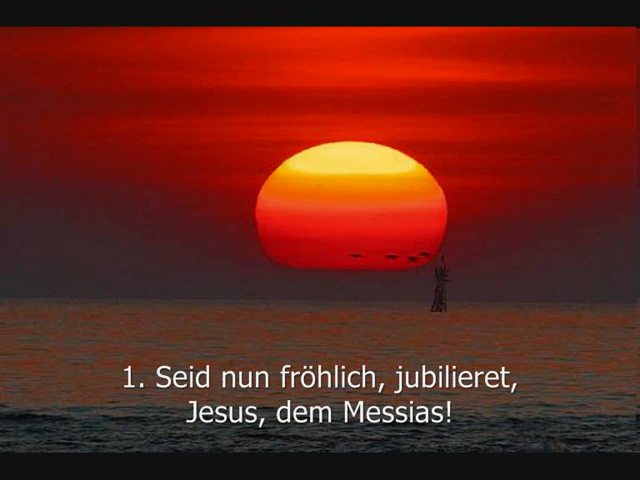 1. Seid nun fröhlich, jubilieret,
Jesus, dem Messias!